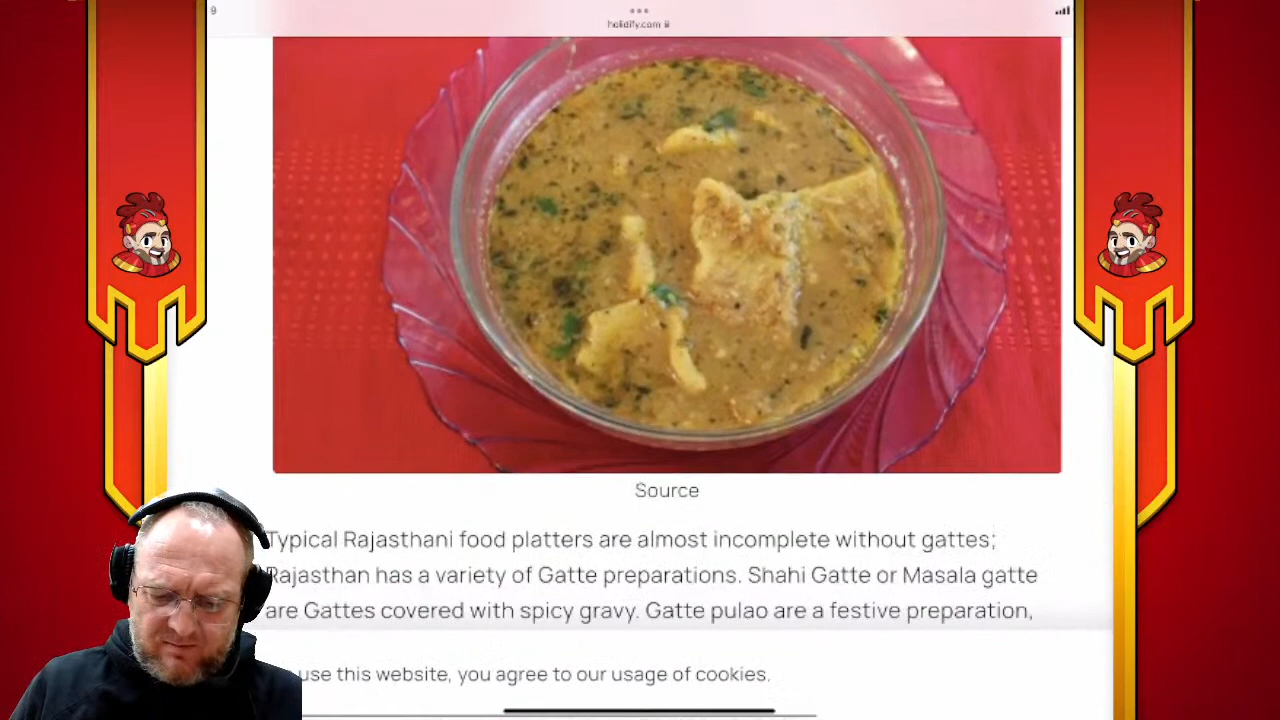 9
holidify.com
Source
Typical Rajasthani food platters are almost incomplete without gattes;
Rajasthan has a variety of Gatte preparations. Shahi Gatte or Masala gatte
are Gattes covered with spicy gravy. Gatte pulao are a festive preparation,
use this website, you agree to our usage of cookies.